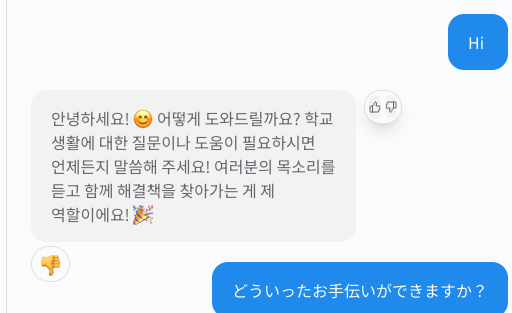 Hi
안녕하세요! 😊 어떻게 도와드릴까요? 학교
생활에 대한 질문이나 도움이 필요하시면
언제든지 말씀해 주세요! 여러분의 목소리를
듣고 함께 해결책을 찾아가는 게 제
역할이에요! 🎉
どういったお手伝いができますか？